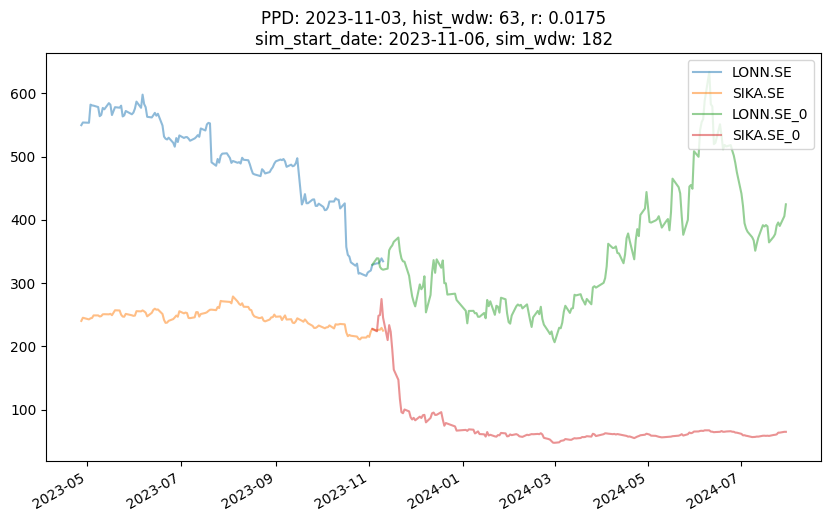 PPD: 2023-11-03, hist_wdw: 63, r: 0.0175
sim_start_date: 2023-11-06, sim_wdw: 182
LONN.SE
SIKA.SE
LONN.SE_0
SIKA.SE_0
600
500
400
300
200
100
2023-05
2023-07
2023-09
2023-11
2024-01
2024-03
2024-05
2024-07